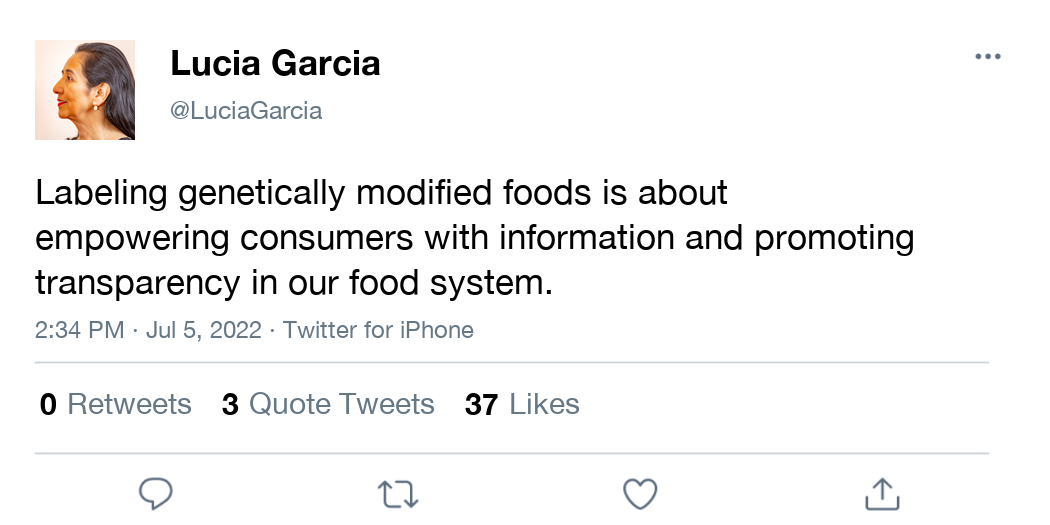 Lucia Garcia
@LuciaGarcia
Labeling genetically modified foods is about
empowering consumers with information and promoting
transparency in our food system.
2:34 PM · Jul 5, 2022 · Twitter for iPhone
0 Retweets 3 Quote Tweets 37 Likes